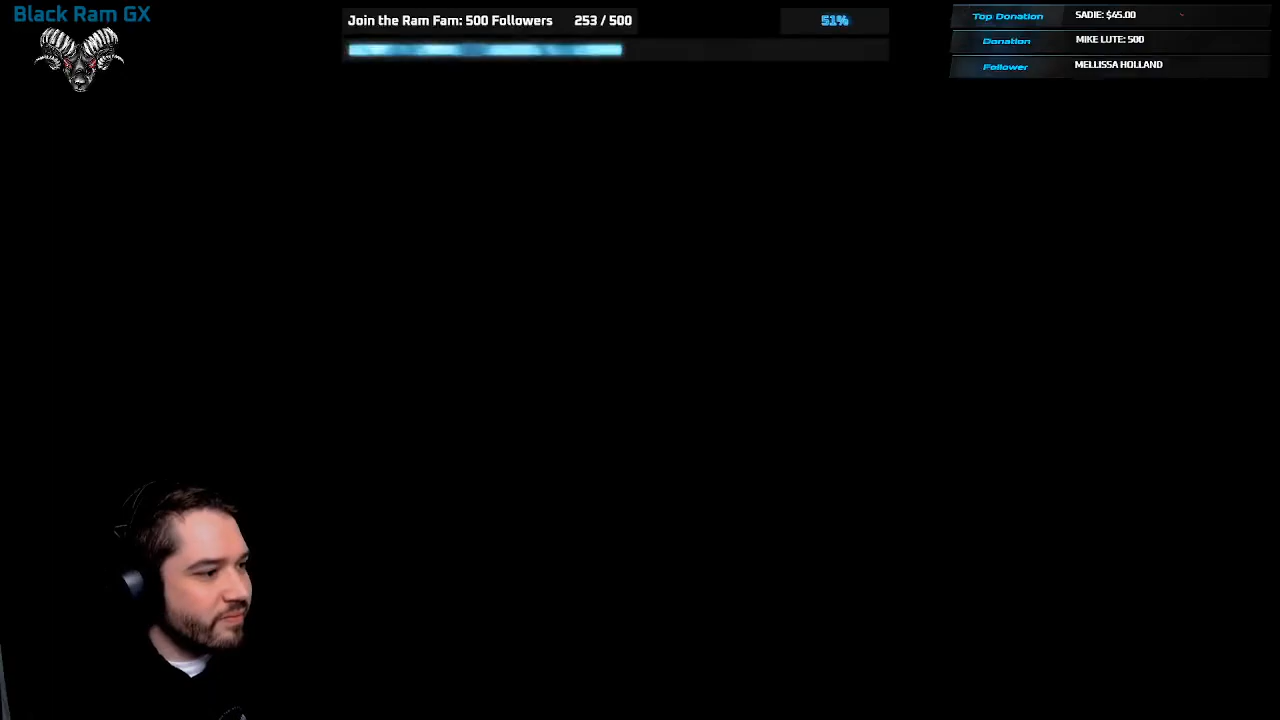 Black Ram GX
Join the Ram Fam: 500 Followers 253 / 500 51%
Top Donation SADIE: $45.00
Donation MIKE LUTE: 500
Follower MELLISSA HOLLAND